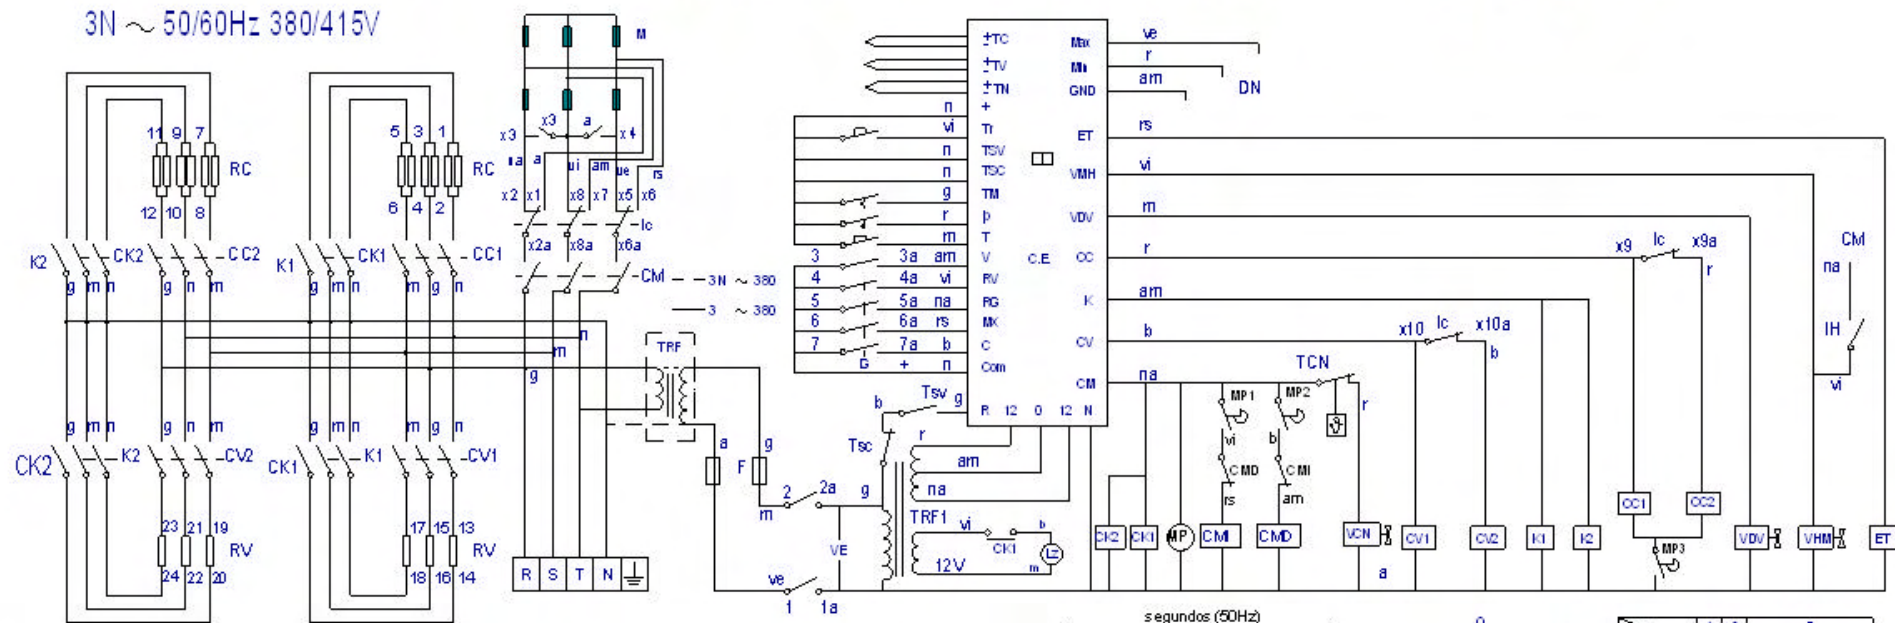 3N ~ 50/60Hz 380/415V
M
11 9 7
RC
12 10 8
5 3 1
RC
6 4 2
K2
CK2
CC2
g m n
g n m
K1
CK1
CC1
g m n
m g n
x3 x3 a x4
na a
vi am
ve rs
x2 x1 x8 x7 x5 x6
Ic
x2a x8a x6a
CM
3N ~ 380
3 ~ 380
n
m
g
TRF
g m n
g n m
CK2
K2
CV2
g m n
m g n
CK1
K1
CV1
23 21 19
RV
24 22 20
17 15 13
RV
18 16 14
R S T N
a
F
g
m
2 2a
g
VE
ve
1 1a
±TC
±TV
±TN
n +
vi Tr
n TSV
n TSC
g TM
r p
m T
3 3a am V
4 4a vi RV
5 5a na RG
6 6a rs MX
7 7a b C
G + n Com
C.E
R 12 0 12 N
Max ve
Min r
GND am
DN
ET rs
VMH vi
VDV m
CC r
K am
CV b
CM na
x9 Ic x9a
r
x10 Ic x10a
b
CM
na
IH
vi
Tsv
b
g
Tsc
r
am
na
TRF1
vi
CK1
b
Lz
m
12V
TCN
r
MP1
vi
CMD
rs
MP2
b
CMI
am
CK2
CK1
MP
CMI
CMD
VCN
CV1
CV2
K1
K2
CC1
CC2
MP3
VDV
VHM
ET
a
segundos (50Hz)